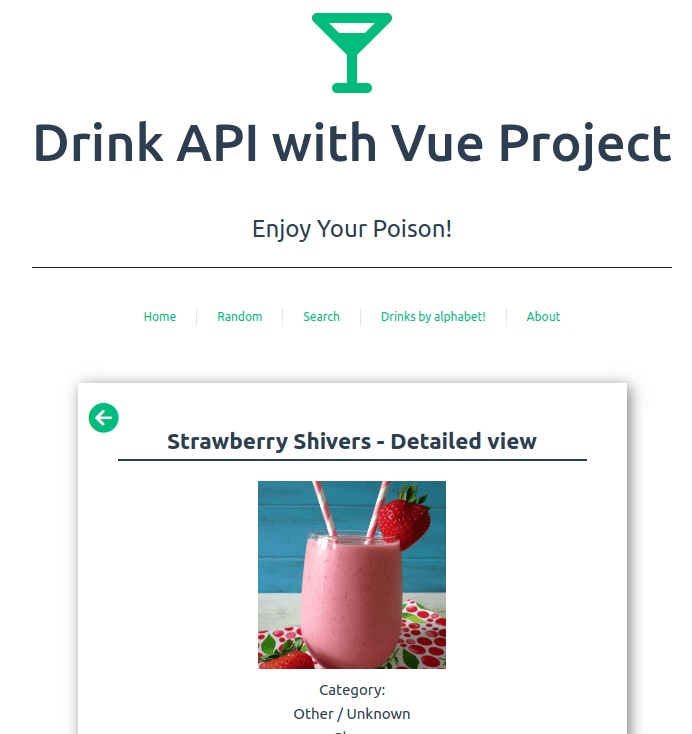 Drink API with Vue Project
Enjoy Your Poison!
Home Random Search Drinks by alphabet! About
Strawberry Shivers - Detailed view
Category:
Other / Unknown